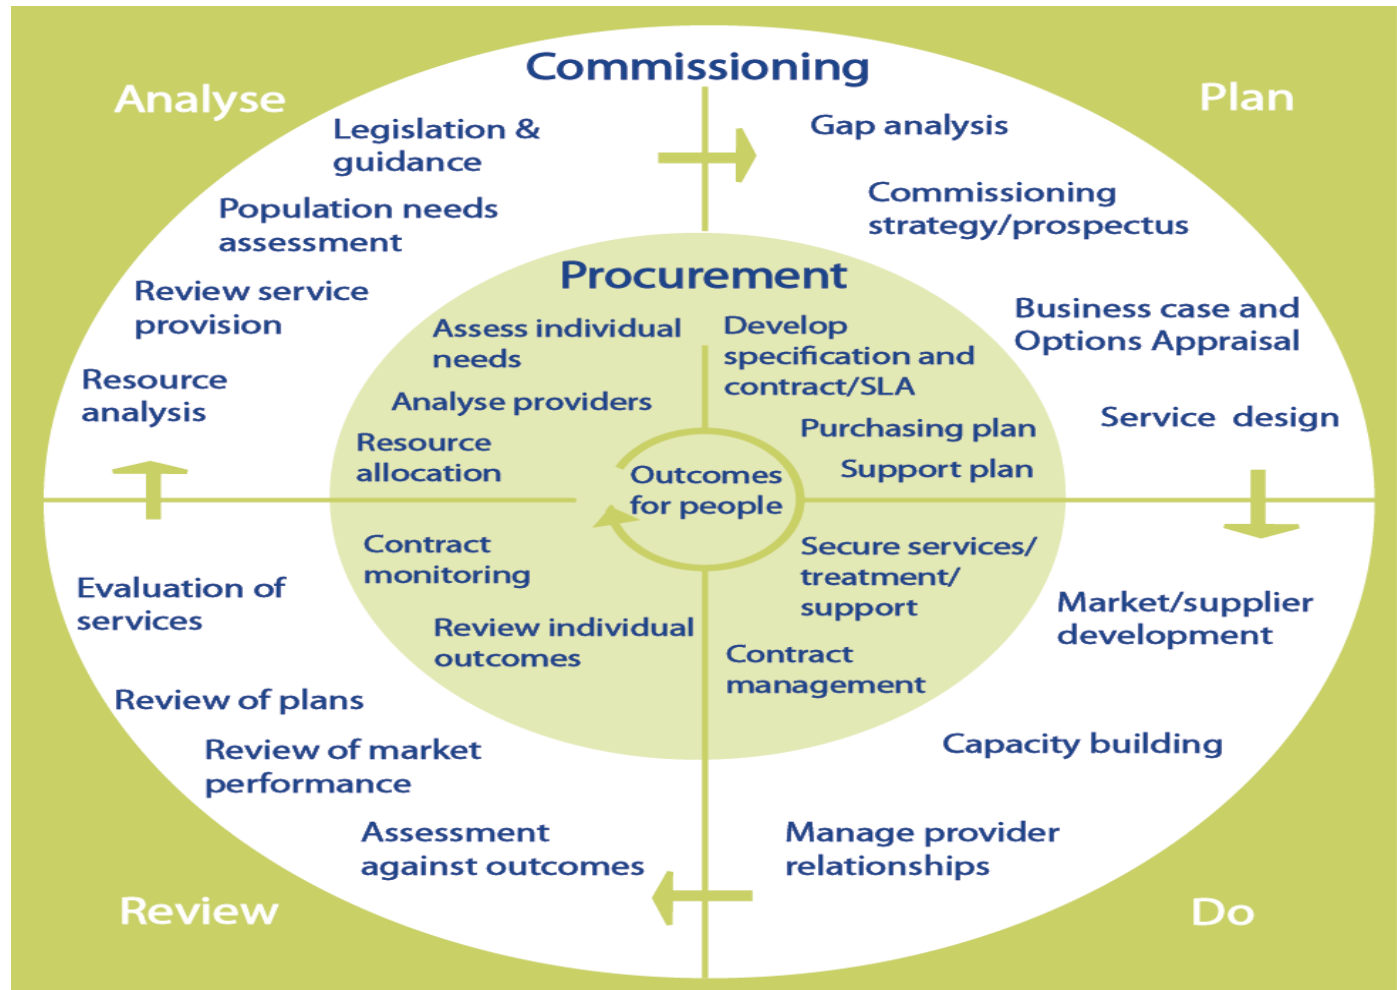 Commissioning
Analyse
Plan
Legislation &
guidance
Population needs
assessment
Review service
provision
Resource
analysis
Gap analysis
Commissioning
strategy/prospectus
Business case and
Options Appraisal
Service design
Procurement
Assess individual
needs
Analyse providers
Resource
allocation
Develop
specification and
contract/SLA
Purchasing plan
Support plan
Outcomes
for people
Contract
monitoring
Review individual
outcomes
Secure services/
treatment/
support
Contract
management
Evaluation of
services
Review of plans
Review of market
performance
Assessment
against outcomes
Market/supplier
development
Capacity building
Manage provider
relationships
Review
Do